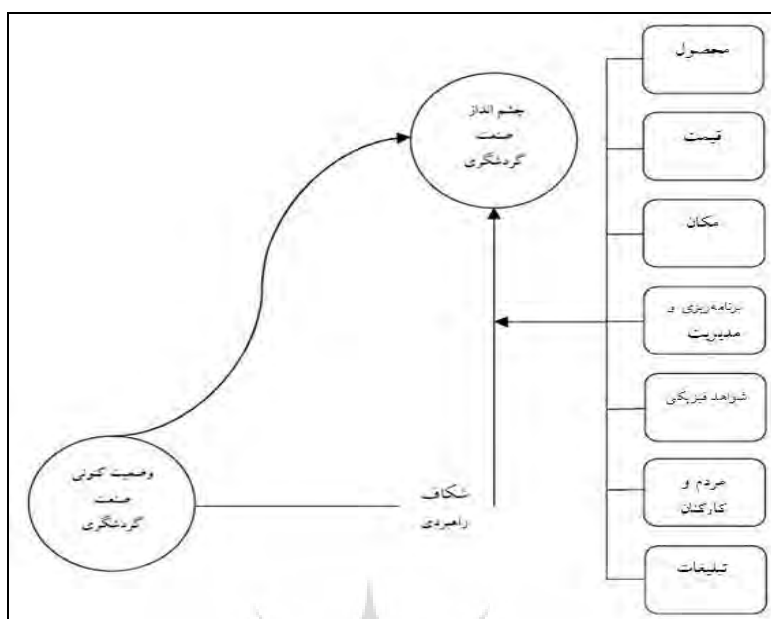 محصول
قیمت
مکان
برنامه‌ریزی و
مدیریت
شواهد فیزیکی
مردم و
کارکنان
تبلیغات
چشم انداز
صنعت
گردشگری
شکاف
راهبردی
وضعیت کنونی
صنعت
گردشگری